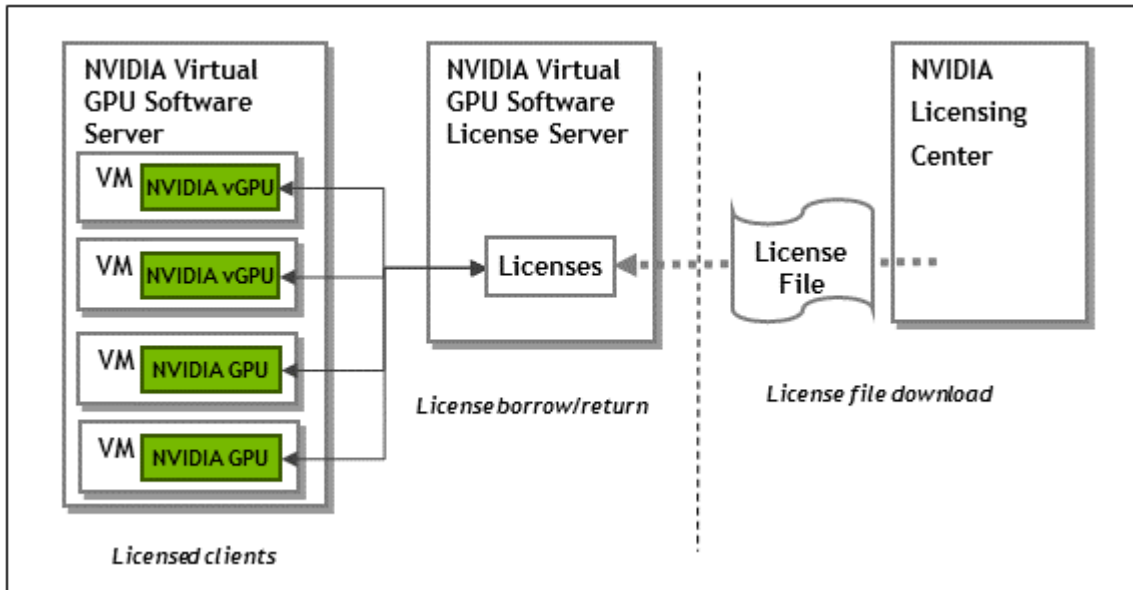 NVIDIA Virtual
GPU Software
Server
VM
NVIDIA vGPU
VM
NVIDIA vGPU
VM
NVIDIA GPU
VM
NVIDIA GPU
Licensed clients
NVIDIA Virtual
GPU Software
License Server
Licenses
License borrow/return
NVIDIA
Licensing
Center
License
File
License file download